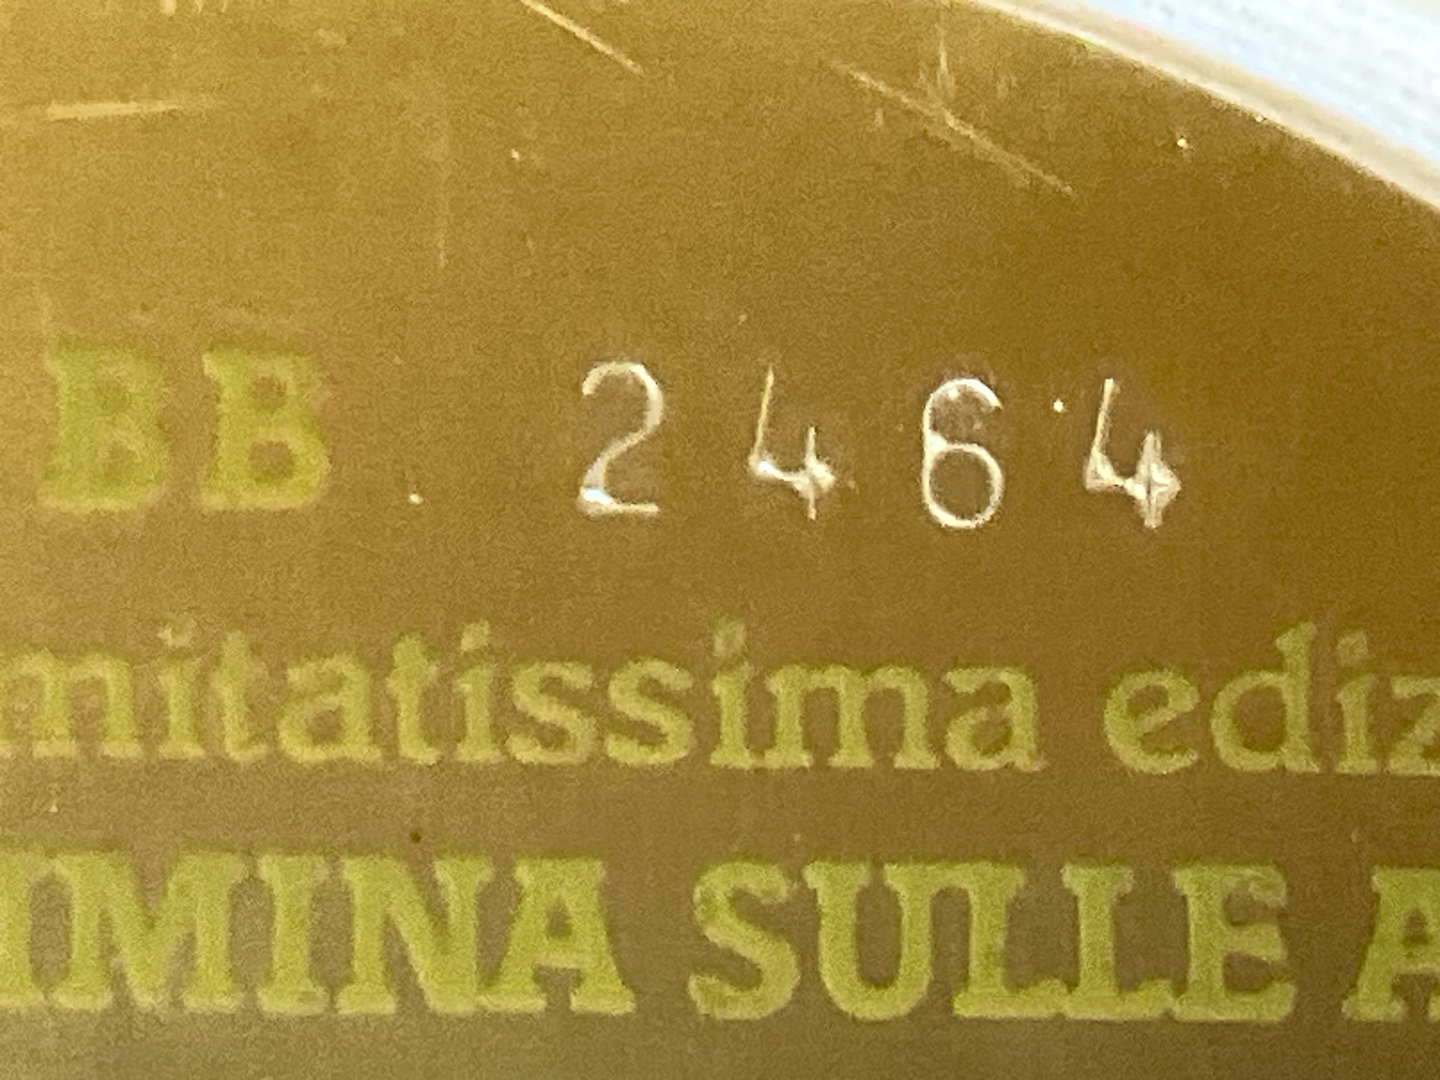 BB 2464
mitatissima ediz
IMINA SULLE A